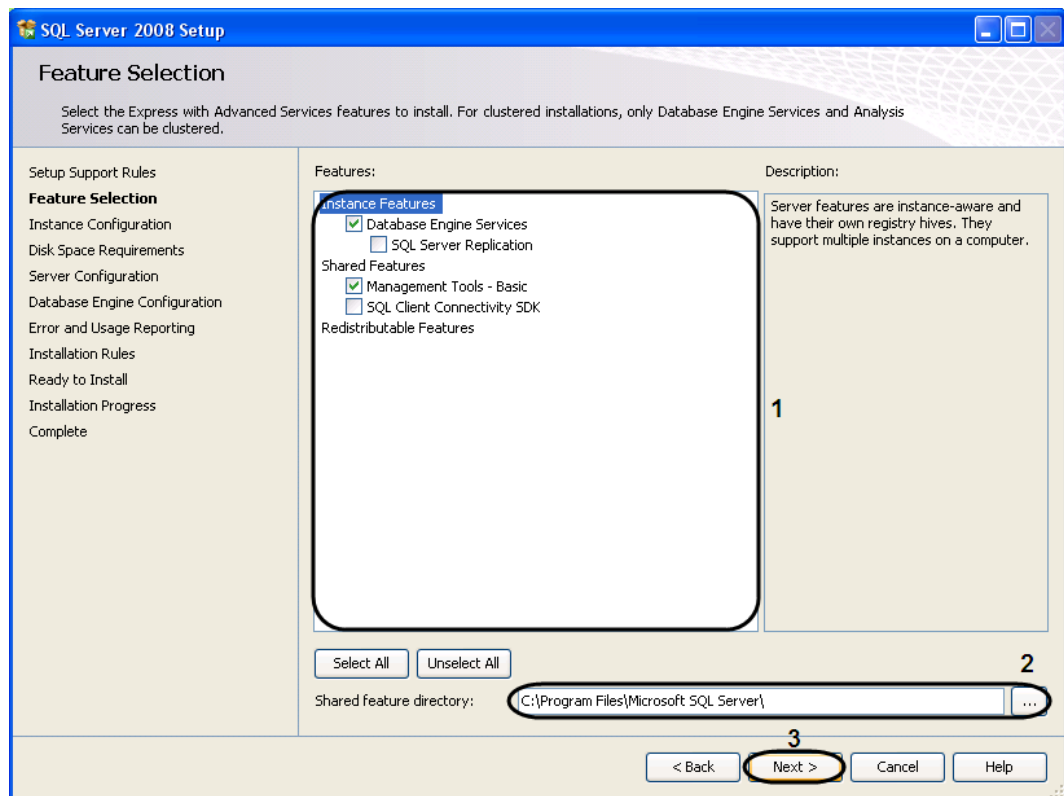 SQL Server 2008 Setup
Feature Selection
Select the Express with Advanced Services features to install. For clustered installations, only Database Engine Services and Analysis
Services can be clustered.
Setup Support Rules
Feature Selection
Instance Configuration
Disk Space Requirements
Server Configuration
Database Engine Configuration
Error and Usage Reporting
Installation Rules
Ready to Install
Installation Progress
Complete
Features:
Instance Features
Database Engine Services
SQL Server Replication
Shared Features
Management Tools - Basic
SQL Client Connectivity SDK
Redistributable Features
1
Description:
Server features are instance-aware and
have their own registry hives. They
support multiple instances on a computer.
Select All
Unselect All
2
Shared feature directory:
C:\Program Files\Microsoft SQL Server\
...
3
< Back
Next >
Cancel
Help